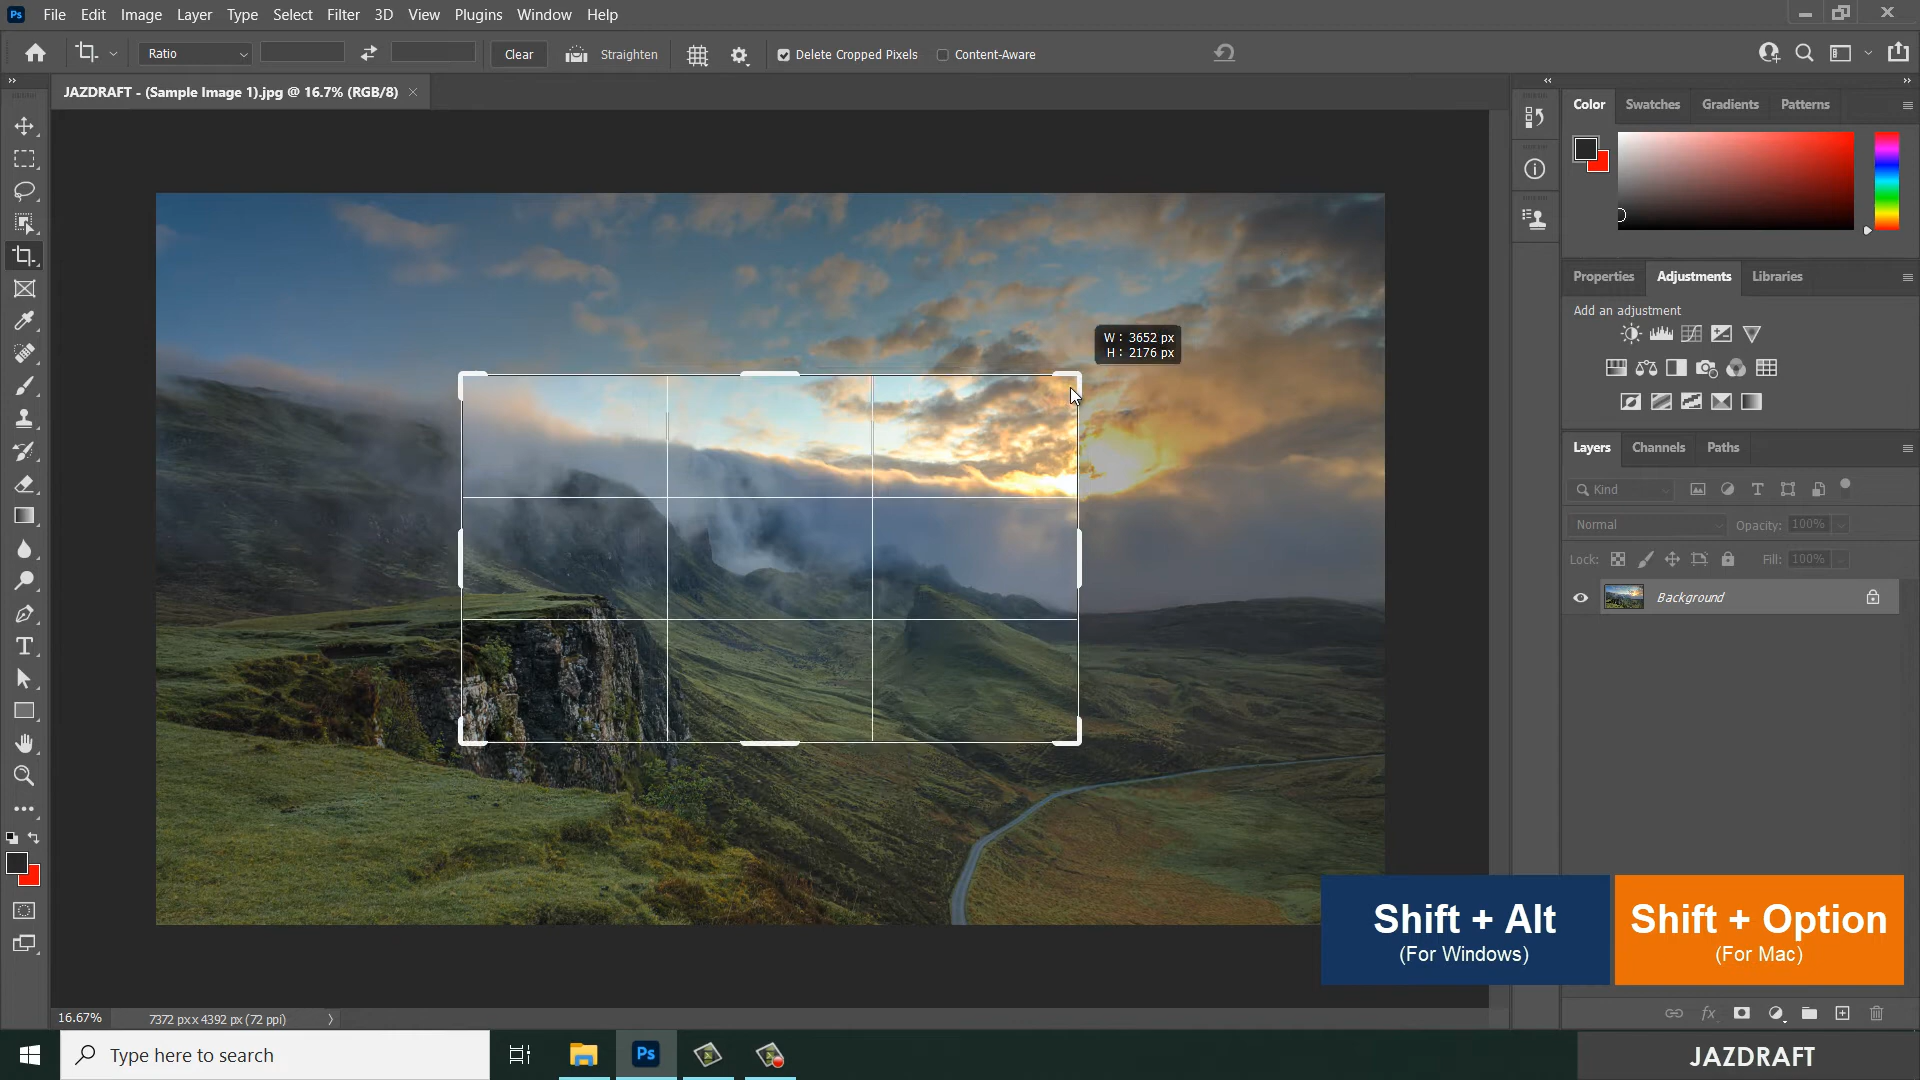 Ps File Edit Image Layer Type Select Filter 3D View Plugins Window Help
Ratio Clear Straighten Delete Cropped Pixels Content-Aware
JAZDRAFT - (Sample Image 1).jpg @ 16.7% (RGB/8)
Color Swatches Gradients Patterns
Properties Adjustments Libraries
Add an adjustment
W : 3652 px
H : 2176 px
Layers Channels Paths
Kind
Normal Opacity: 100%
Lock: Fill: 100%
Background
Shift + Alt
(For Windows)
Shift + Option
(For Mac)
16.67% 7372 px x 4392 px (72 ppi)
fx
Type here to search
Ps
JAZDRAFT